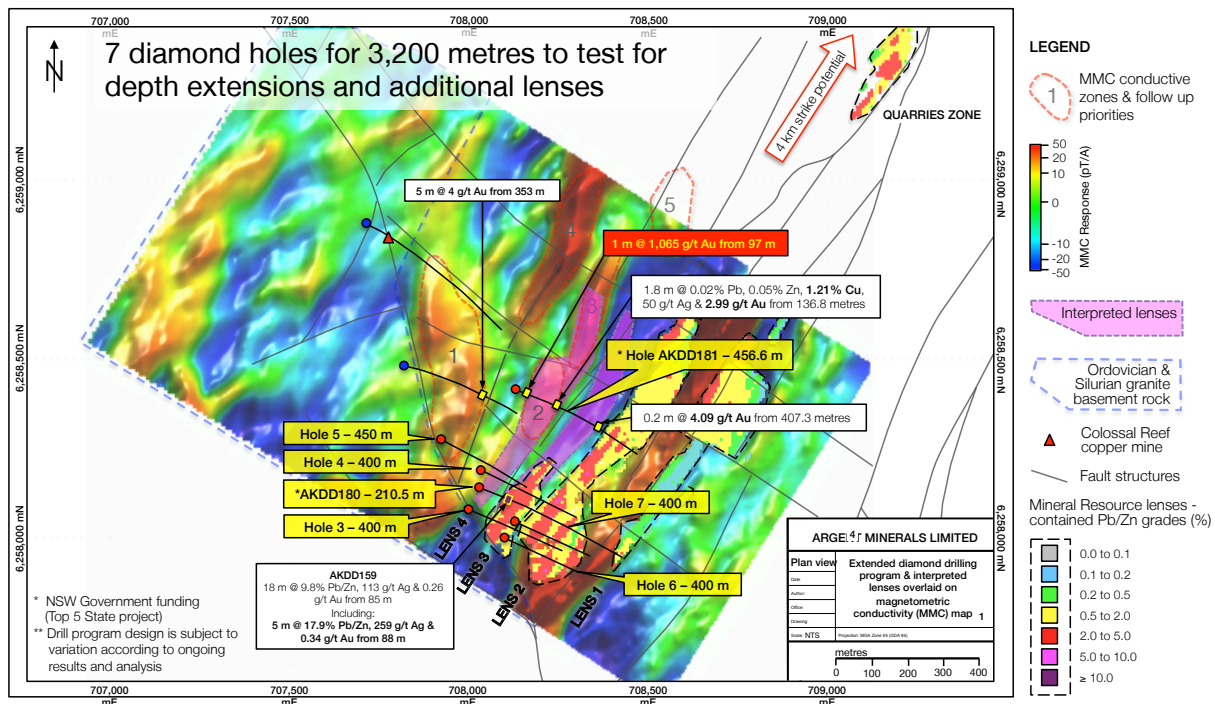 707,000
mE
707,500
mE
708,000
mE
708,500
mE
709,000
mE
N
7 diamond holes for 3,200 metres to test for
depth extensions and additional lenses
4 km strike potential
QUARRIES ZONE
6,259,000 mN
6,259,000 mN
5 m @ 4 g/t Au from 353 m
5
4
1 m @ 1,065 g/t Au from 97 m
1.8 m @ 0.02% Pb, 0.05% Zn, 1.21% Cu,
50 g/t Ag & 2.99 g/t Au from 136.8 metres
3
1
* Hole AKDD181 – 456.6 m
6,258,500 mN
6,258,500 mN
2
0.2 m @ 4.09 g/t Au from 407.3 metres
Hole 5 – 450 m
Hole 4 – 400 m
*AKDD180 – 210.5 m
Hole 3 – 400 m
Hole 7 – 400 m
Hole 6 – 400 m
6,258,000 mN
6,258,000 mN
LENS 4
LENS 3
LENS 2
LENS 1
AKDD159
18 m @ 9.8% Pb/Zn, 113 g/t Ag & 0.26
g/t Au from 85 m
Including:
5 m @ 17.9% Pb/Zn, 259 g/t Ag &
0.34 g/t Au from 88 m
* NSW Government funding
(Top 5 State project)
** Drill program design is subject to
variation according to ongoing
results and analysis
MINERALS LIMITED
Plan view
Date:
Author:
Office:
Drawing:
Scale: NTS
Extended diamond drilling
program & interpreted
lenses overlaid on
magnetometric
conductivity (MMC) map 1
Projection: MGA Zone 55 (GDA 94)
metres
0 100 200 300 400
707,000
mE
707,500
mE
708,000
mE
708,500
mE
709,000
mE
LEGEND
1
MMC conductive
zones & follow up
priorities
50
20
10
0
-10
-20
-50
MMC Response (pT/A)
Interpreted lenses
Ordovician &
Silurian granite
basement rock
Colossal Reef
copper mine
Fault structures
Mineral Resource lenses -
contained Pb/Zn grades (%)
0.0 to 0.1
0.1 to 0.2
0.2 to 0.5
0.5 to 2.0
2.0 to 5.0
5.0 to 10.0
≥ 10.0